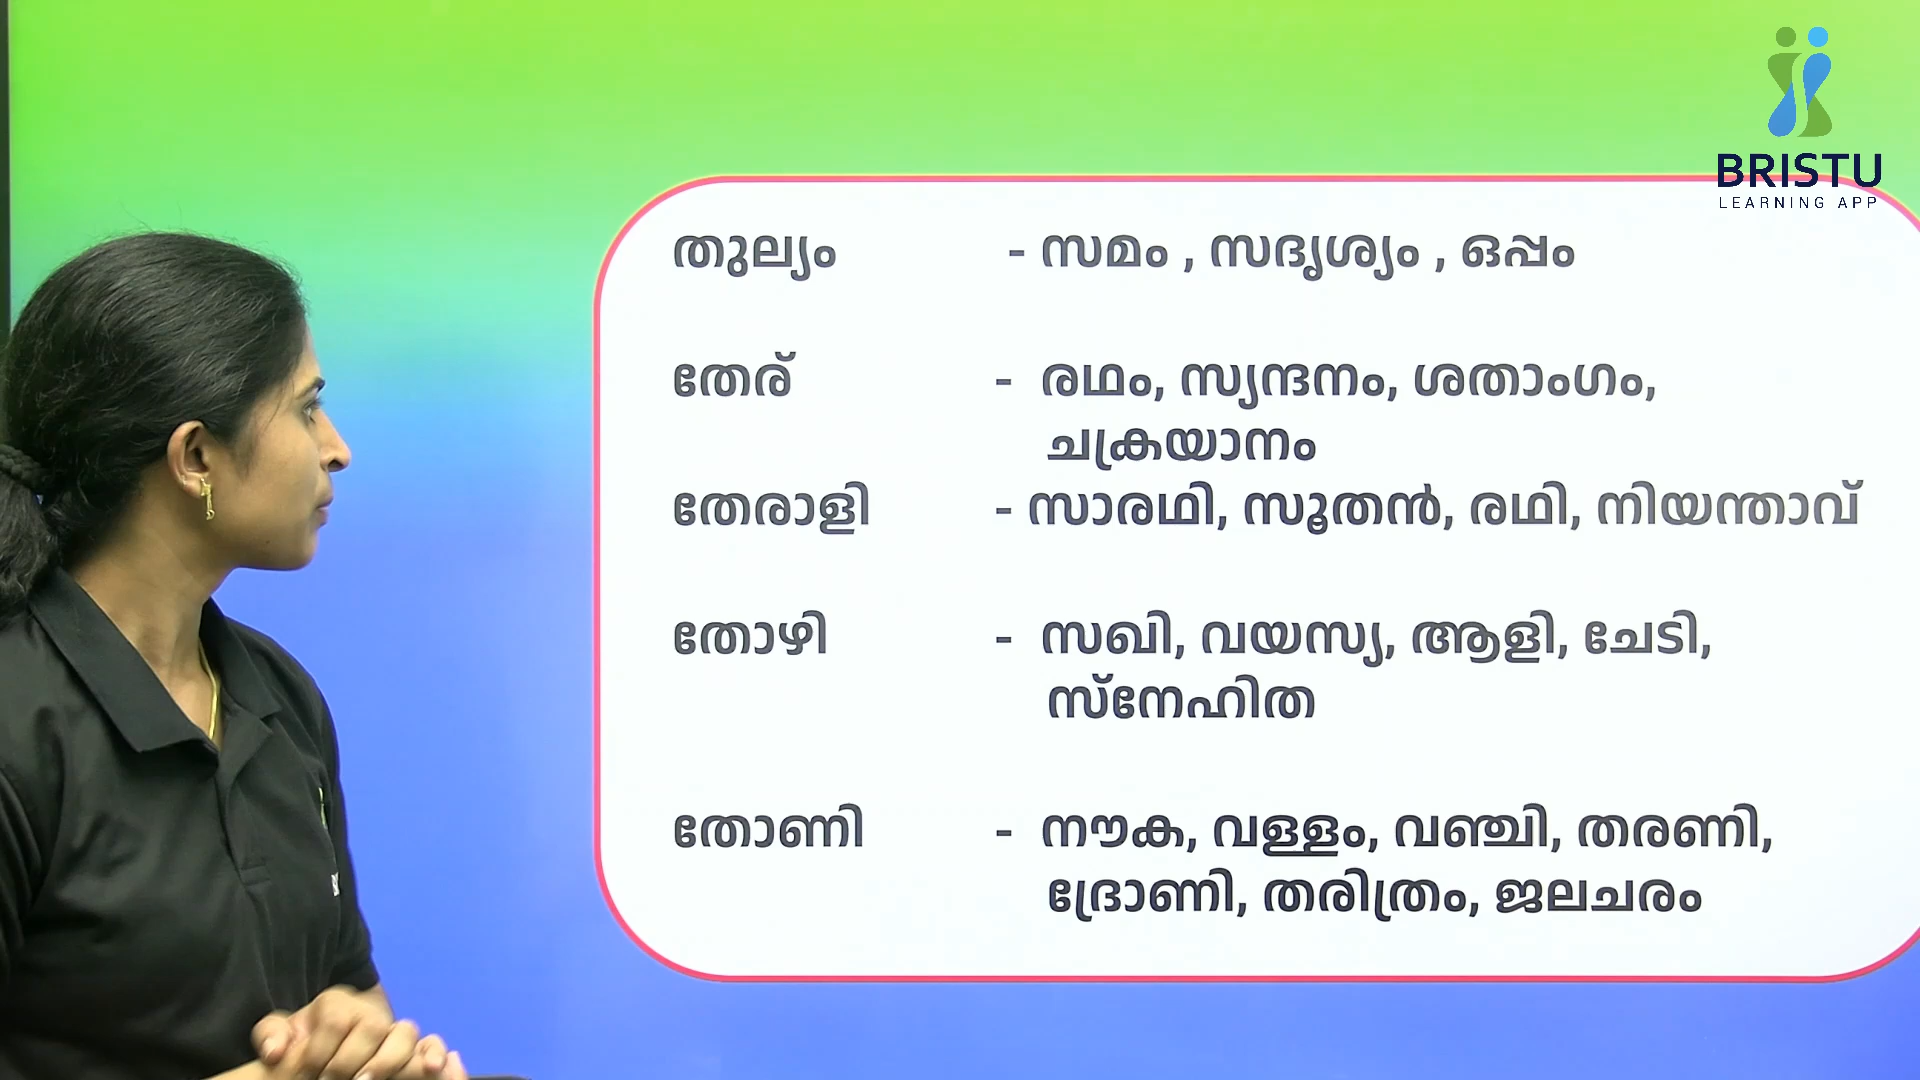 BRISTU
LEARNING APP
തുല്യം - സമം , സദൃശ്യം , ഒപ്പം
തേര് - രഥം, സ്യന്ദനം, ശതാംഗം,
ചക്രയാനം
തേരാളി - സാരഥി, സൂതൻ, രഥി, നിയന്താവ്
തോഴി - സഖി, വയസ്യ, ആളി, ചേടി,
സ്നേഹിത
തോണി - നൗക, വള്ളം, വഞ്ചി, തരണി,
ദ്രോണി, തരിത്രം, ജലചരം